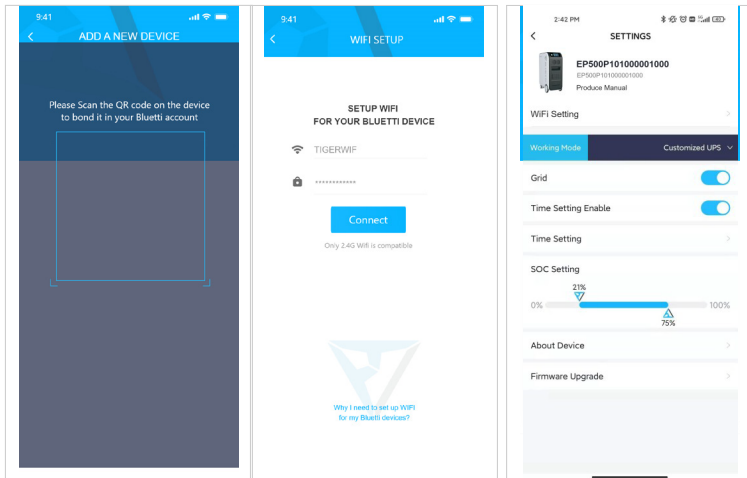 9:41
ADD A NEW DEVICE
Please Scan the QR code on the device
to bond it in your Bluetti account
9:41
WIFI SETUP
SETUP WIFI
FOR YOUR BLUETTI DEVICE
TIGERWIF
************
Connect
Only 2.4G Wifi is compatible
Why I need to set up WIFI
for my Bluetti devices?
2:42 PM
SETTINGS
EP500P101000001000
EP500P101000001000
Produce Manual
WiFi Setting
Working Mode
Customized UPS
Grid
Time Setting Enable
Time Setting
SOC Setting
21%
0%
100%
75%
About Device
Firmware Upgrade